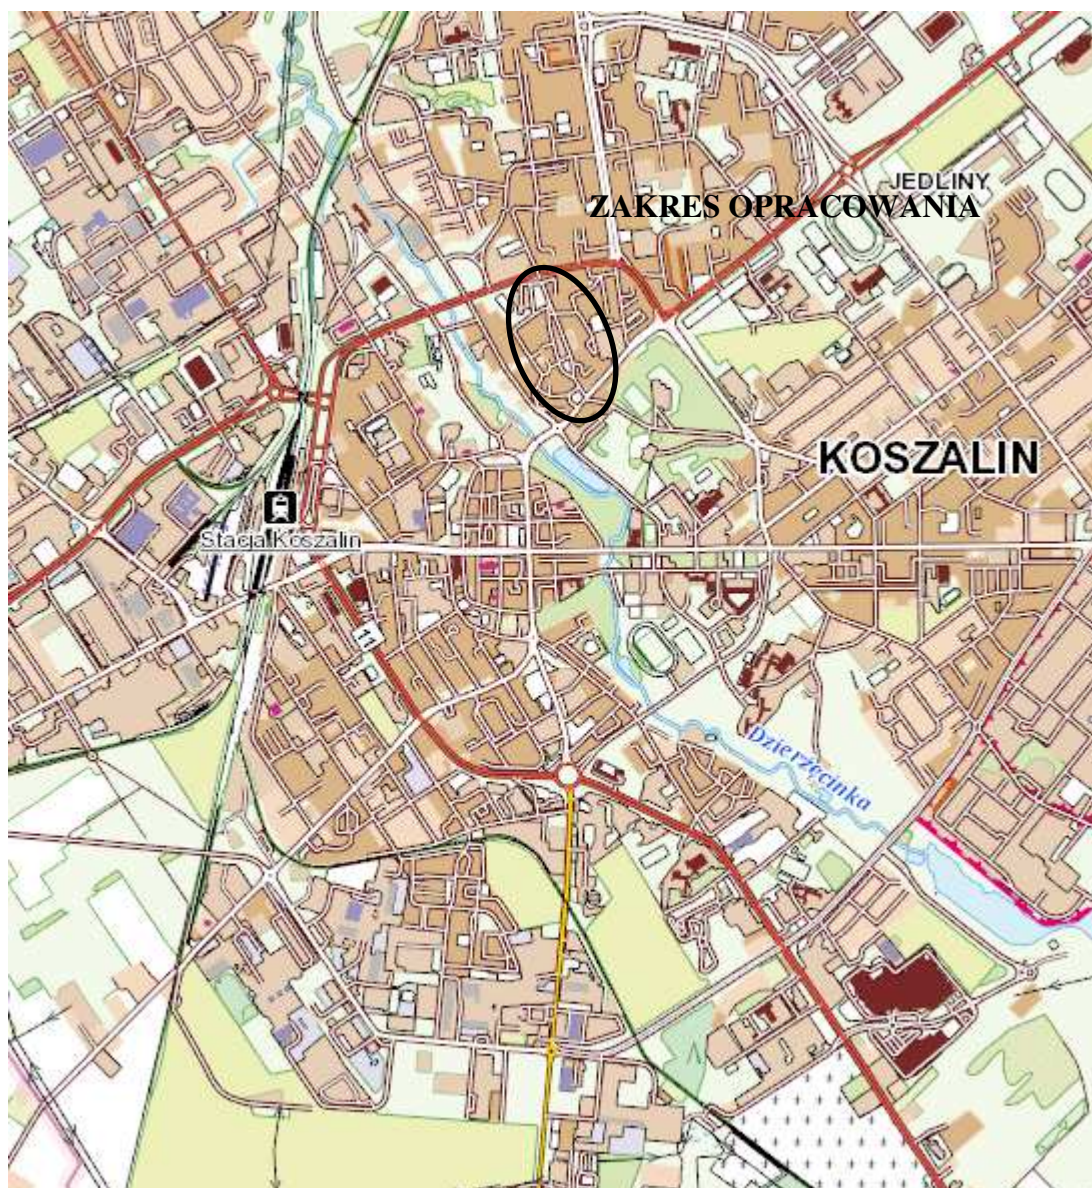 JEDLINY
ZAKRES OPRACOWANIA
KOSZALIN
Stacja Koszalin
11
Dzierżęcinka